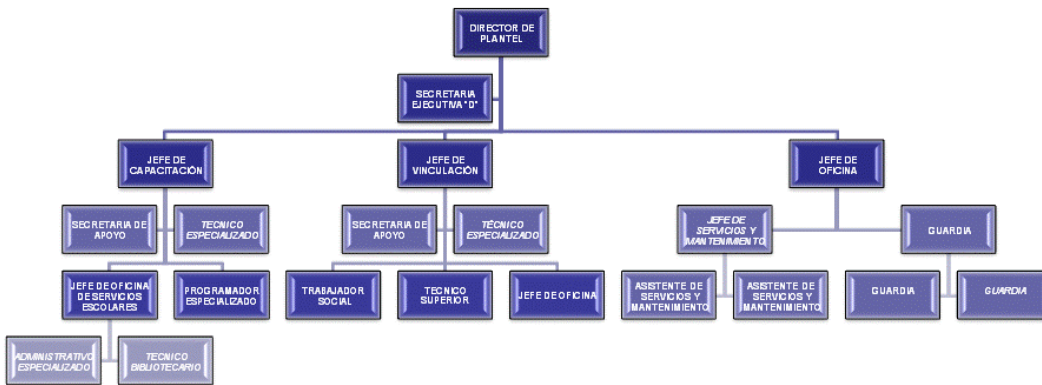 DIRECTOR DE
PLANTEL
SECRETARIA
EJECUTIVA "D"
JEFE DE
CAPACITACIÓN
JEFE DE
VINCULACIÓN
JEFE DE
OFICINA
SECRETARIA DE
APOYO
TECNICO
ESPECIALIZADO
SECRETARIA DE
APOYO
TÉCNICO
ESPECIALIZADO
JEFE DE
SERVICIOS Y
MANTENIMIENTO
GUARDIA
JEFE DE OFICINA
DE SERVICIOS
ESCOLARES
PROGRAMADOR
ESPECIALIZADO
TRABAJADOR
SOCIAL
TECNICO
SUPERIOR
JEFE DE OFICINA
ASISTENTE DE
SERVICIOS Y
MANTENIMIENTO
ASISTENTE DE
SERVICIOS Y
MANTENIMIENTO
GUARDIA
GUARDIA
ADMINISTRATIVO
ESPECIALIZADO
TECNICO
BIBLIOTECARIO